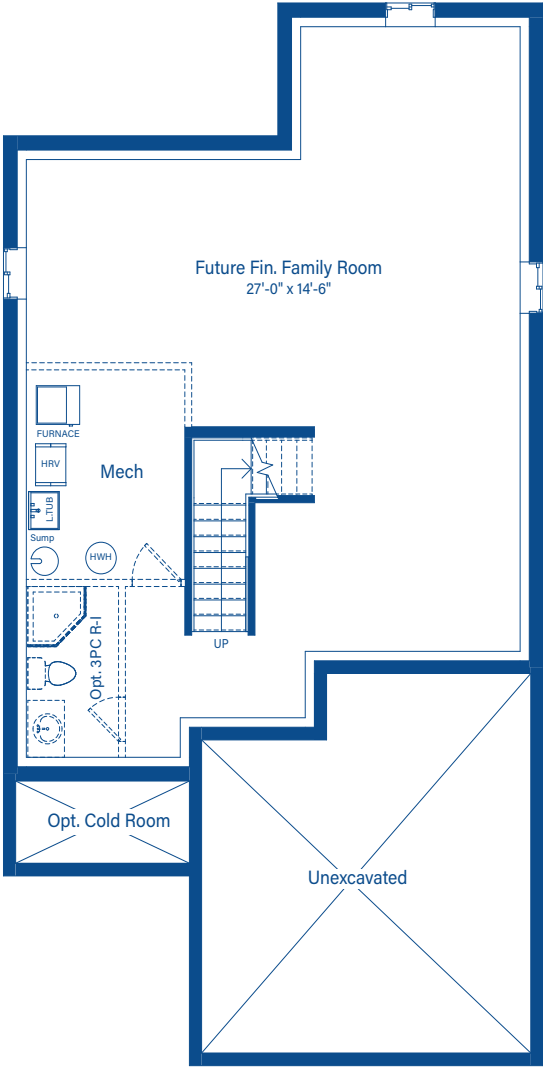 Future Fin. Family Room
27'-0" x 14'-6"
FURNACE
HRV
Mech
L.TUB
Sump
HWH
Opt. 3PC R-I
UP
Opt. Cold Room
Unexcavated